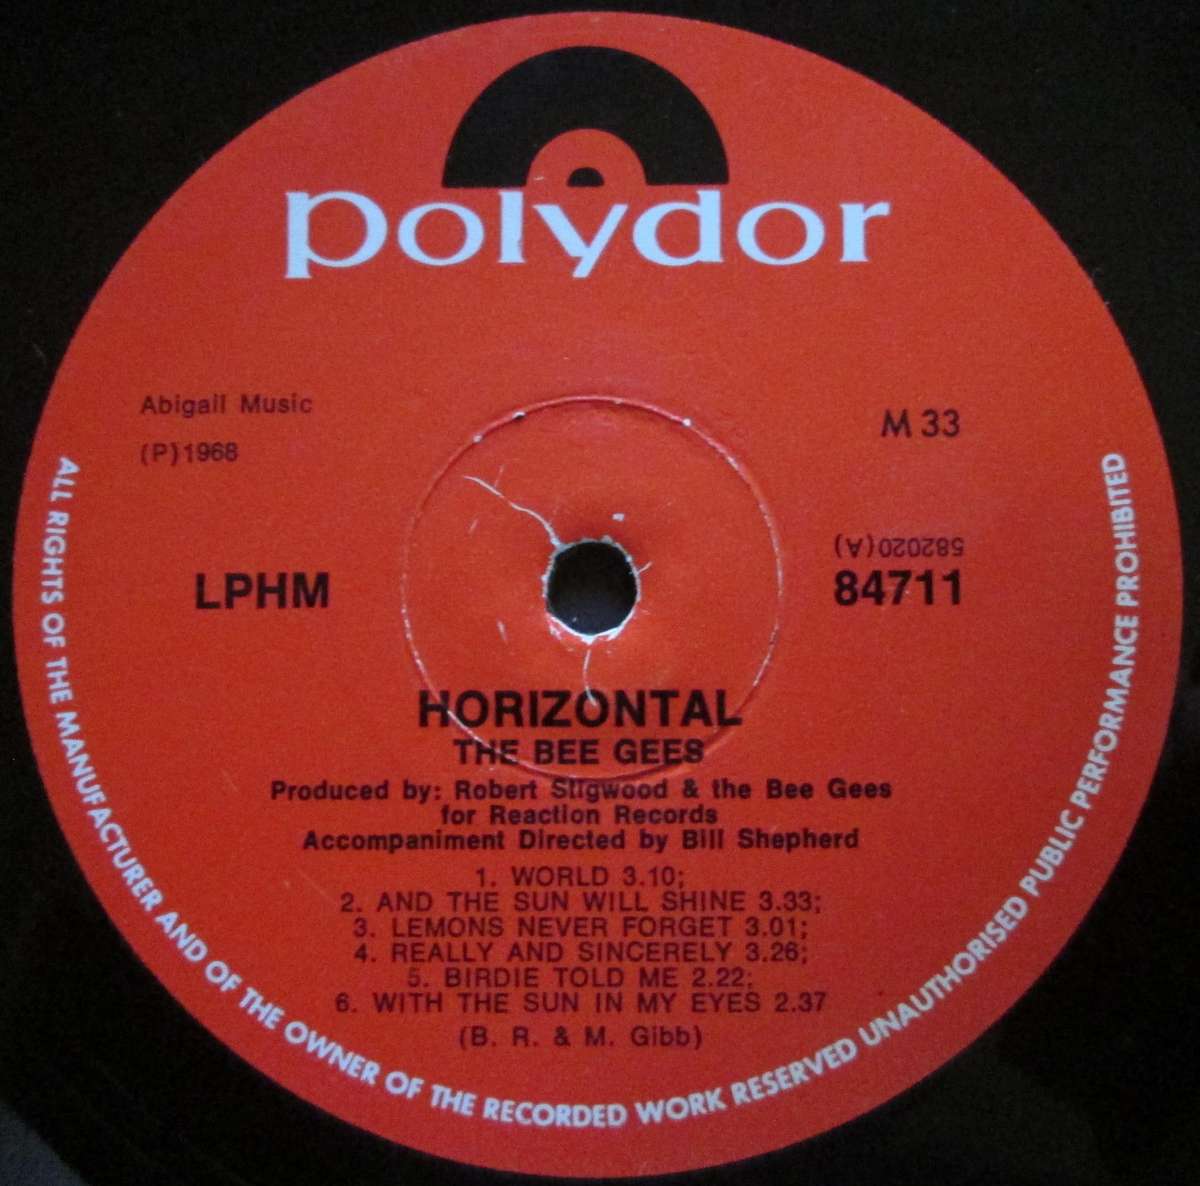 polydor
Abigail Music
(P)1968
M 33
582020(A)
LPHM
84711
HORIZONTAL
THE BEE GEES
Produced by: Robert Stigwood & the Bee Gees
for Reaction Records
Accompaniment Directed by Bill Shepherd
1. WORLD 3.10;
2. AND THE SUN WILL SHINE 3.33;
3. LEMONS NEVER FORGET 3.01;
4. REALLY AND SINCERELY 3.26;
5. BIRDIE TOLD ME 2.22;
6. WITH THE SUN IN MY EYES 2.37
(B. R. & M. Gibb)
ALL RIGHTS OF THE MANUFACTURER AND OF THE OWNER OF THE RECORDED WORK RESERVED UNAUTHORISED PUBLIC PERFORMANCE PROHIBITED